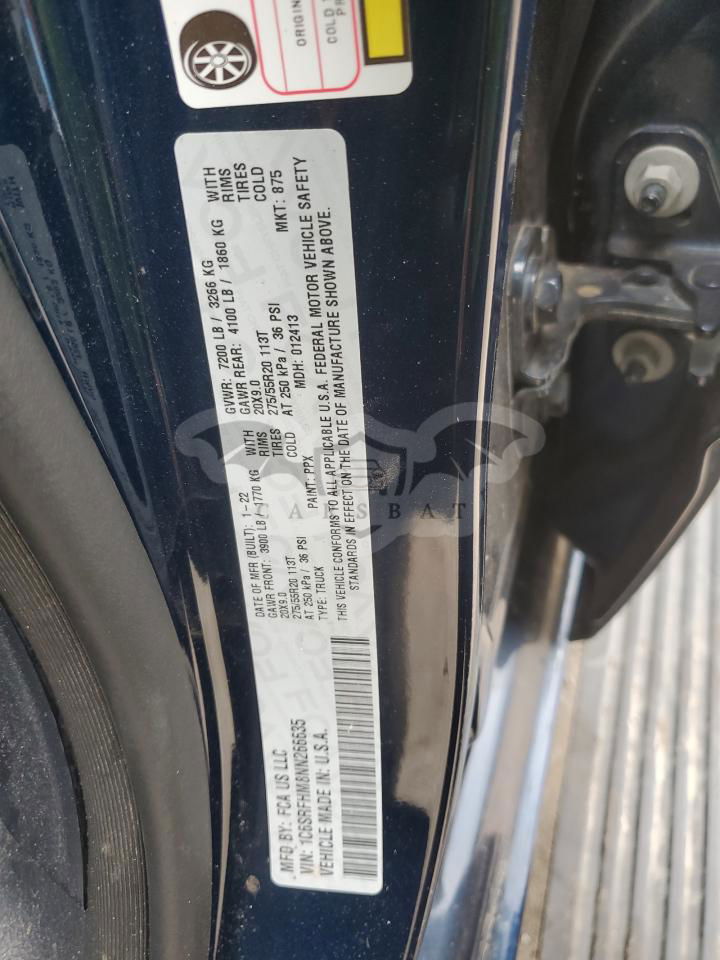 ORIGIN
COLD
PR
MFD BY: FCA US LLC
DATE OF MFR (BUILT): 1-22
GVWR: 7200 LB / 3266 KG
VIN: 1C6SRFHM8NN266635
GAWR FRONT: 3900 LB / 1770 KG
WITH
GAWR REAR: 4100 LB / 1860 KG
WITH
VEHICLE MADE IN: U.S.A.
20X9.0
RIMS
20X9.0
RIMS
275/55R20 113T
TIRES
275/55R20 113T
TIRES
AT 250 kPa / 36 PSI
COLD
AT 250 kPa / 36 PSI
COLD
TYPE: TRUCK
PAINT: PPX
MDH: 012413
MKT: 875
THIS VEHICLE CONFORMS TO ALL APPLICABLE U.S.A. FEDERAL MOTOR VEHICLE SAFETY
STANDARDS IN EFFECT ON THE DATE OF MANUFACTURE SHOWN ABOVE.
CARSBAT